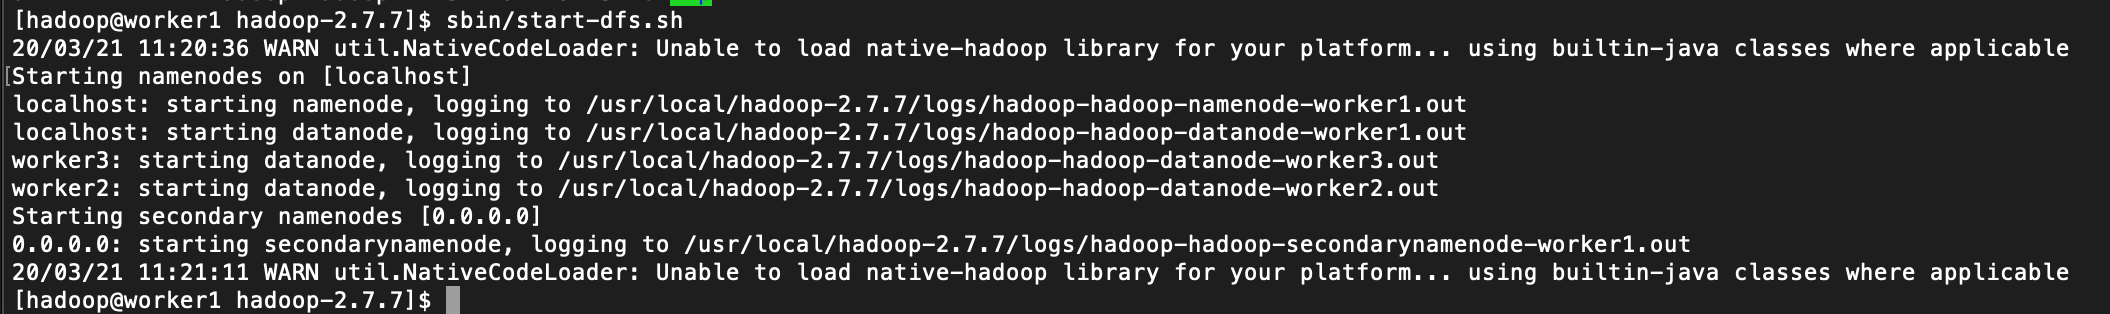 [hadoop@worker1 hadoop-2.7.7]$ sbin/start-dfs.sh
20/03/21 11:20:36 WARN util.NativeCodeLoader: Unable to load native-hadoop library for your platform... using builtin-java classes where applicable
Starting namenodes on [localhost]
localhost: starting namenode, logging to /usr/local/hadoop-2.7.7/logs/hadoop-hadoop-namenode-worker1.out
localhost: starting datanode, logging to /usr/local/hadoop-2.7.7/logs/hadoop-hadoop-datanode-worker1.out
worker3: starting datanode, logging to /usr/local/hadoop-2.7.7/logs/hadoop-hadoop-datanode-worker3.out
worker2: starting datanode, logging to /usr/local/hadoop-2.7.7/logs/hadoop-hadoop-datanode-worker2.out
Starting secondary namenodes [0.0.0.0]
0.0.0.0: starting secondarynamenode, logging to /usr/local/hadoop-2.7.7/logs/hadoop-hadoop-secondarynamenode-worker1.out
20/03/21 11:21:11 WARN util.NativeCodeLoader: Unable to load native-hadoop library for your platform... using builtin-java classes where applicable
[hadoop@worker1 hadoop-2.7.7]$